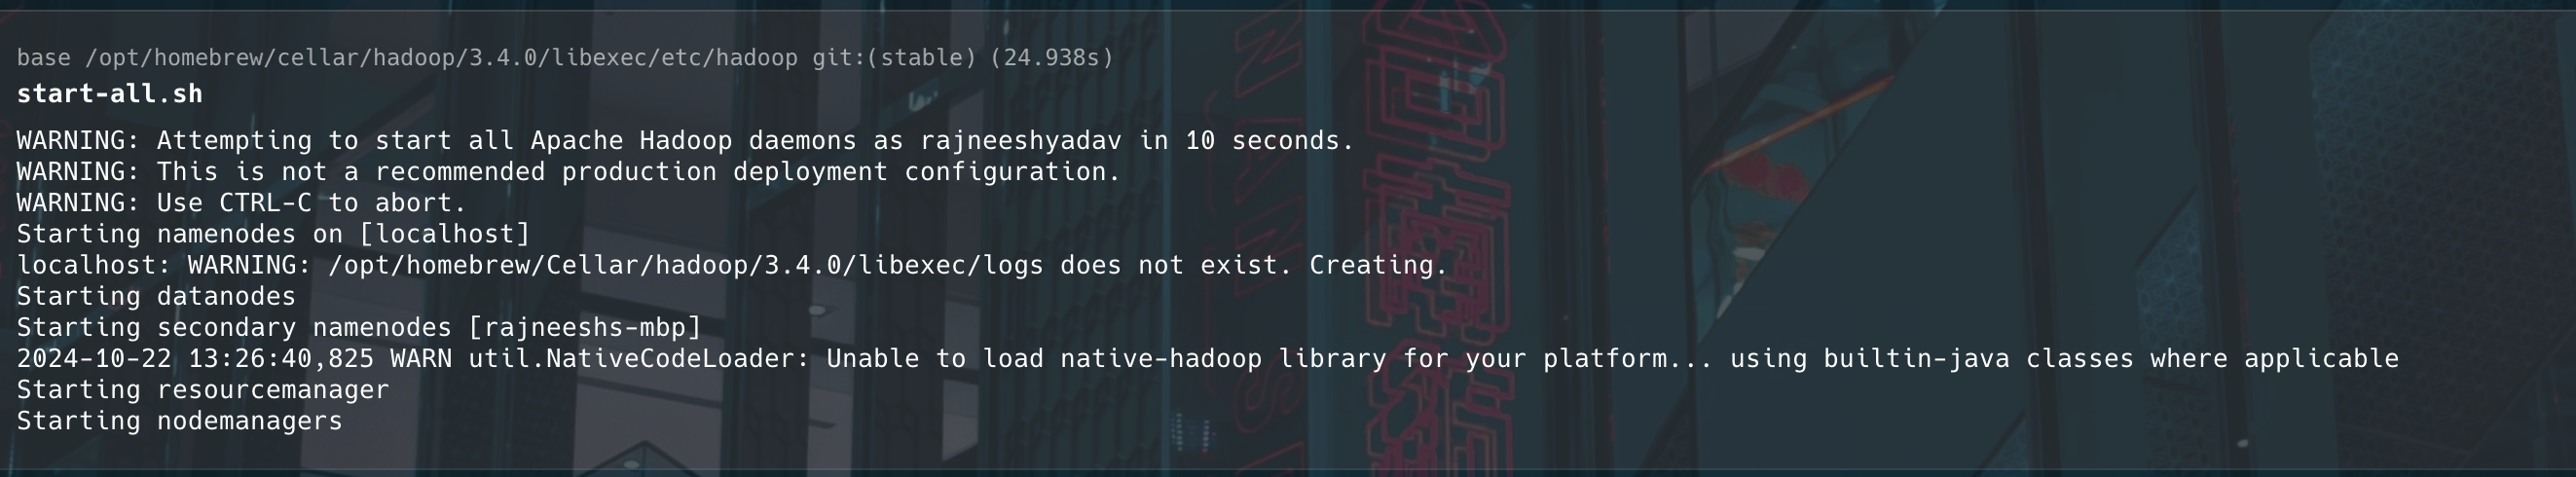 base /opt/homebrew/cellar/hadoop/3.4.0/libexec/etc/hadoop git:(stable) (24.938s)
start-all.sh
WARNING: Attempting to start all Apache Hadoop daemons as rajneeshyadav in 10 seconds.
WARNING: This is not a recommended production deployment configuration.
WARNING: Use CTRL-C to abort.
Starting namenodes on [localhost]
localhost: WARNING: /opt/homebrew/Cellar/hadoop/3.4.0/libexec/logs does not exist. Creating.
Starting datanodes
Starting secondary namenodes [rajneeshs-mbp]
2024-10-22 13:26:40,825 WARN util.NativeCodeLoader: Unable to load native-hadoop library for your platform... using builtin-java classes where applicable
Starting resourcemanager
Starting nodemanagers